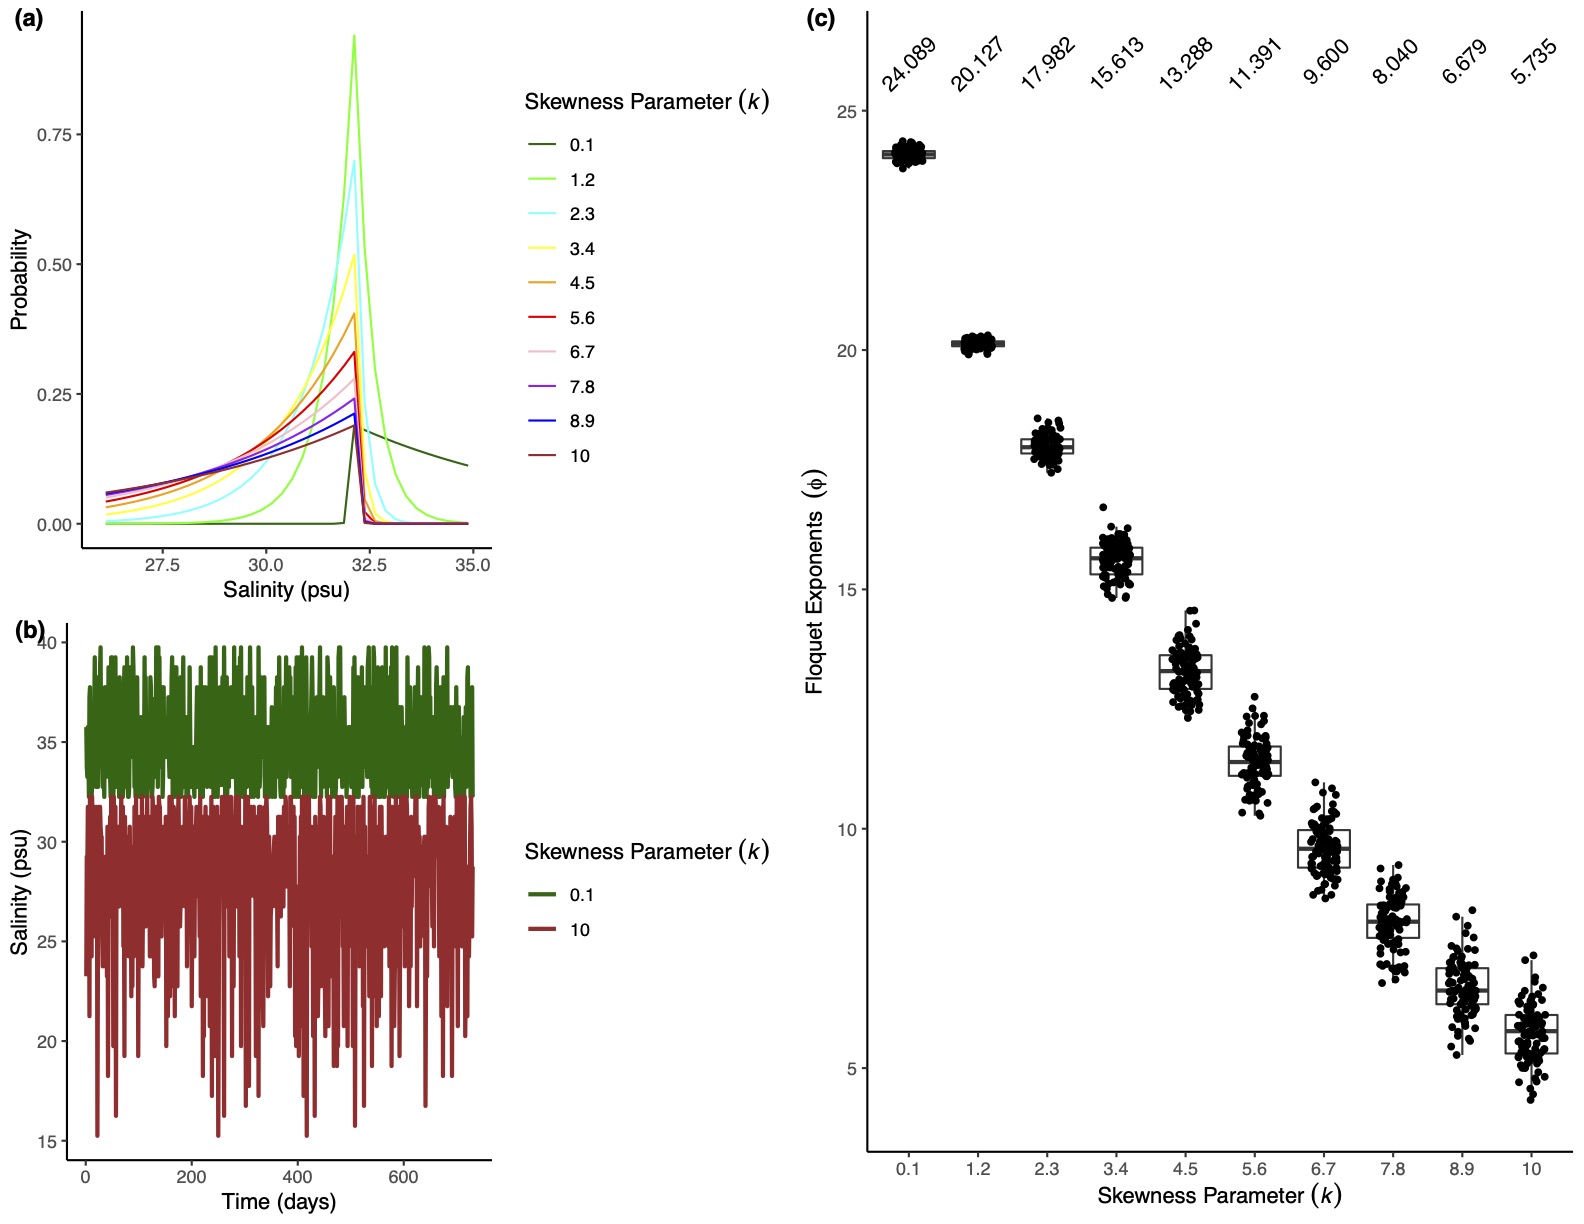 (a)
Probability
0.75
0.50
0.25
0.00
27.5 30.0 32.5 35.0
Salinity (psu)
Skewness Parameter (k)
0.1
1.2
2.3
3.4
4.5
5.6
6.7
7.8
8.9
10
(b)
Salinity (psu)
40
35
30
25
20
15
0 200 400 600
Time (days)
Skewness Parameter (k)
0.1
10
(c)
24.089 20.127 17.982 15.613 13.288 11.391 9.600 8.040 6.679 5.735
Floquet Exponents (ϕ)
25
20
15
10
5
0.1 1.2 2.3 3.4 4.5 5.6 6.7 7.8 8.9 10
Skewness Parameter (k)